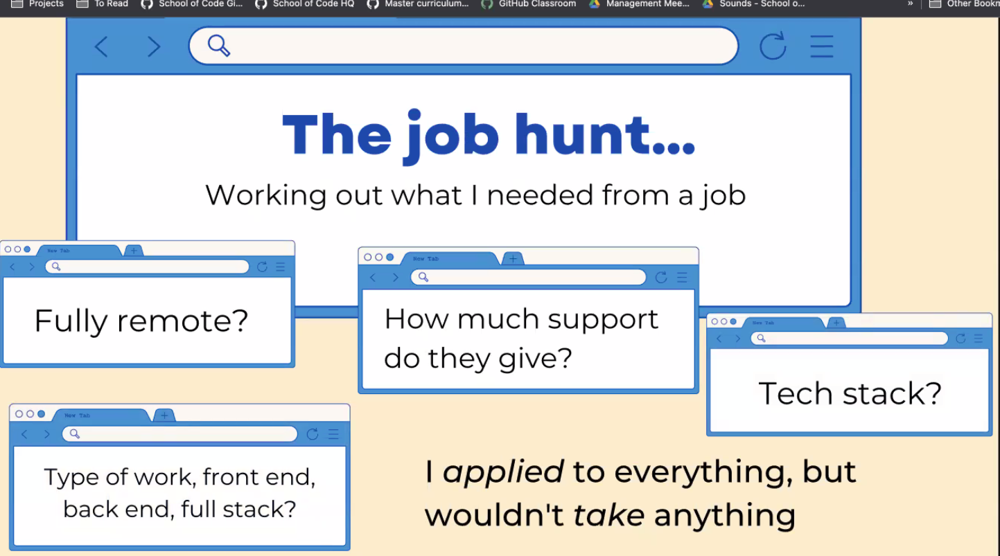 Projects
To Read
School of Code Gi...
School of Code HQ
Master curriculum...
GitHub Classroom
Management Mee...
Sounds - School o...
»
Other Bookm
The job hunt...
Working out what I needed from a job
New Tab
Fully remote?
New Tab
How much support
do they give?
New Tab
Tech stack?
New Tab
Type of work, front end,
back end, full stack?
I applied to everything, but
wouldn't take anything